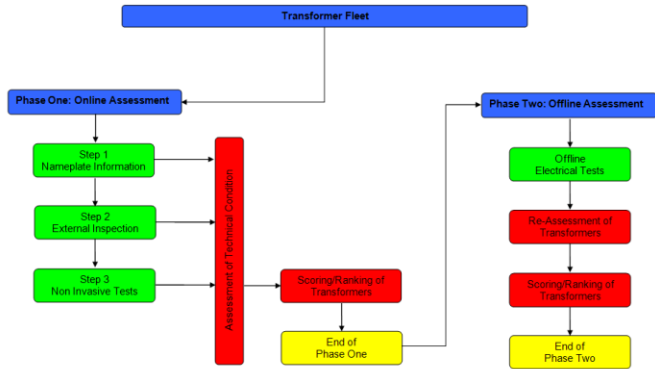 Transformer Fleet
Phase One: Online Assessment
Step 1
Nameplate Information
Step 2
External Inspection
Step 3
Non Invasive Tests
Assessment of Technical Condition
Scoring/Ranking of
Transformers
End of
Phase One
Phase Two: Offline Assessment
Offline
Electrical Tests
Re-Assessment of
Transformers
Scoring/Ranking of
Transformers
End of
Phase Two